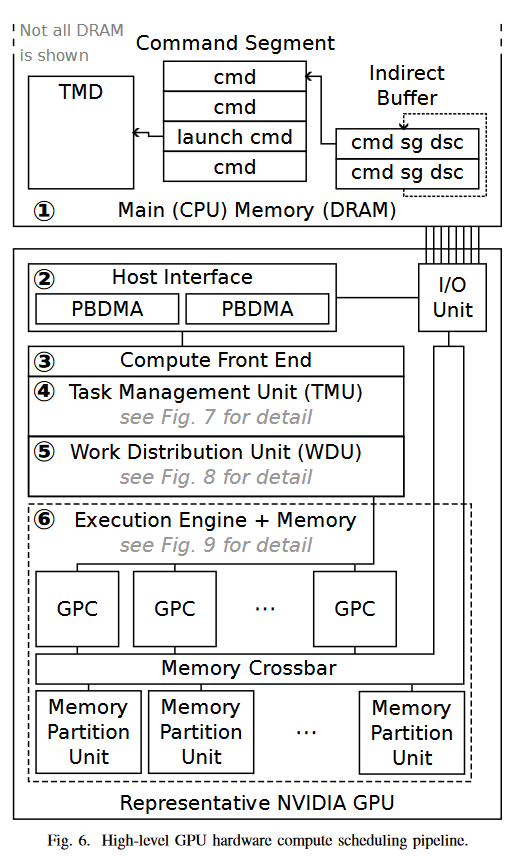 Not all DRAM
is shown
Command Segment
TMD
cmd
cmd
launch cmd
cmd
Indirect
Buffer
cmd sg dsc
cmd sg dsc
① Main (CPU) Memory (DRAM)
② Host Interface
PBDMA PBDMA
I/O
Unit
③ Compute Front End
④ Task Management Unit (TMU)
see Fig. 7 for detail
⑤ Work Distribution Unit (WDU)
see Fig. 8 for detail
⑥ Execution Engine + Memory
see Fig. 9 for detail
GPC GPC ... GPC
Memory Crossbar
Memory
Partition
Unit
Memory
Partition
Unit
...
Memory
Partition
Unit
Representative NVIDIA GPU
Fig. 6. High-level GPU hardware compute scheduling pipeline.